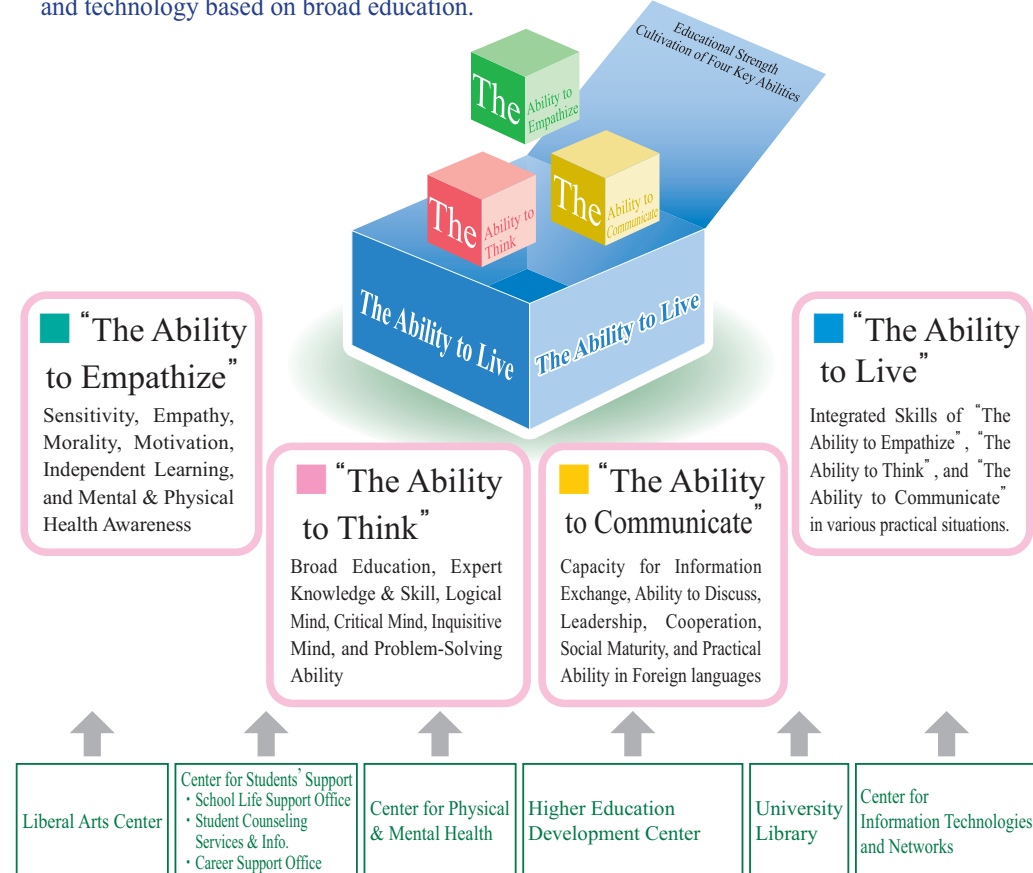 and technology based on broad education.
Educational Strength
Cultivation of Four Key Abilities
The Ability to
Empathize
The Ability to
Think
The Ability to
Communicate
The Ability to Live
The Ability to Live
“The Ability
to Empathize”
Sensitivity, Empathy,
Morality, Motivation,
Independent Learning,
and Mental & Physical
Health Awareness
“The Ability
to Think”
Broad Education, Expert
Knowledge & Skill, Logical
Mind, Critical Mind, Inquisitive
Mind, and Problem-Solving
Ability
“The Ability
to Communicate”
Capacity for Information
Exchange, Ability to Discuss,
Leadership, Cooperation,
Social Maturity, and Practical
Ability in Foreign languages
“The Ability
to Live”
Integrated Skills of “The
Ability to Empathize”, “The
Ability to Think”, and “The
Ability to Communicate”
in various practical situations.
Liberal Arts Center
Center for Students’ Support
・School Life Support Office
・Student Counseling
Services & Info.
・Career Support Office
Center for Physical
& Mental Health
Higher Education
Development Center
University
Library
Center for
Information Technologies
and Networks